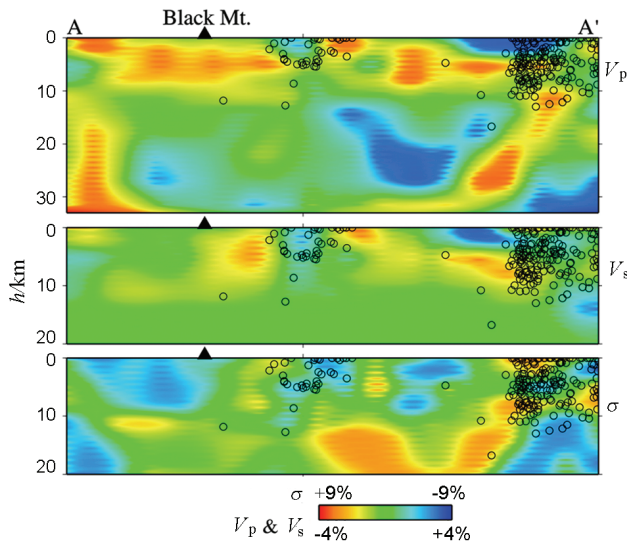 Black Mt.
A A'
0
10
20
30
Vp
0
10
20
Vs
h/km
0
10
20
σ
σ +9% -9%
Vp & Vs -4% +4%